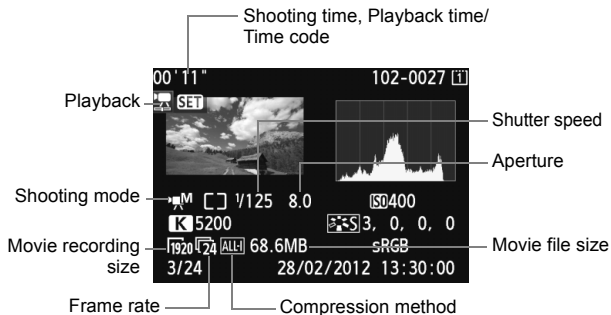 Shooting time, Playback time/
Time code
00'11"
102-0027 1
Playback
SET
Shutter speed
Aperture
Shooting mode
M 1/125 8.0 ISO400
K 5200
S 3, 0, 0, 0
Movie recording
size
1920 24 ALL-I 68.6MB
sRGB
Movie file size
3/24
28/02/2012 13:30:00
Frame rate
Compression method